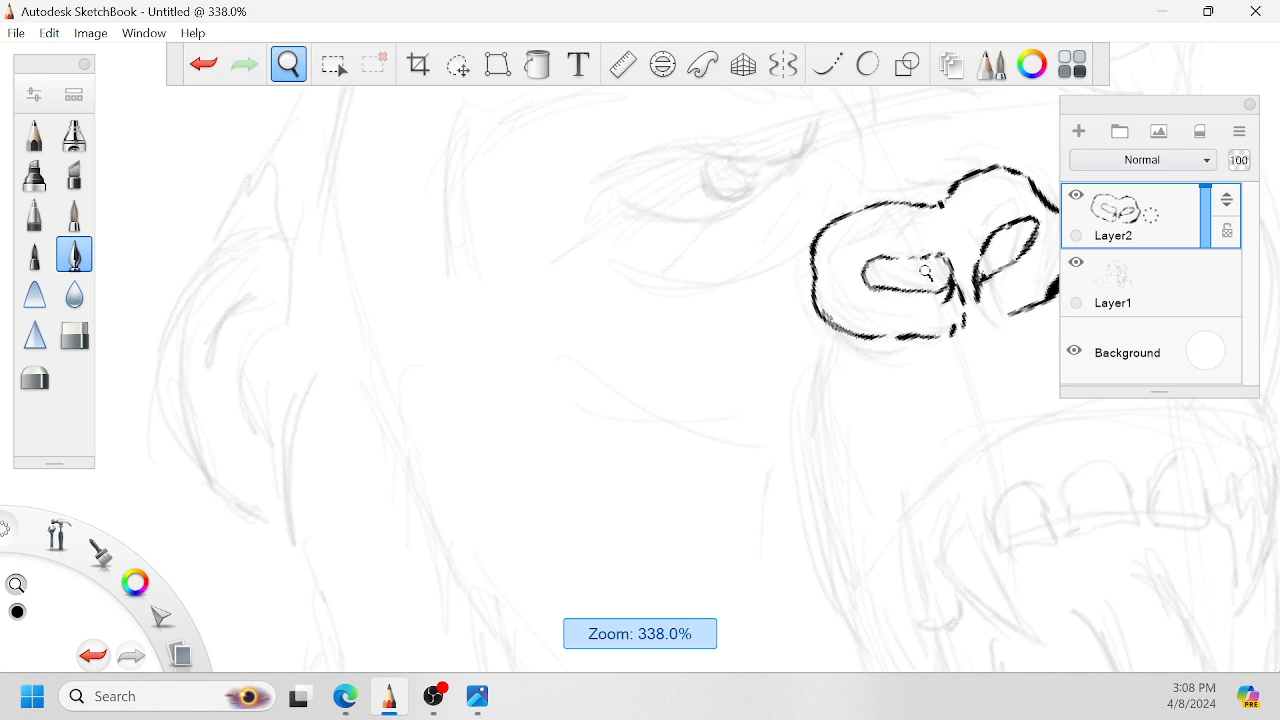 Autodesk SketchBook - Untitled @ 338.0%
File Edit Image Window Help
T
Normal
100
Layer2
Layer1
Background
Zoom: 338.0%
Search
3:08 PM
4/8/2024
PRE